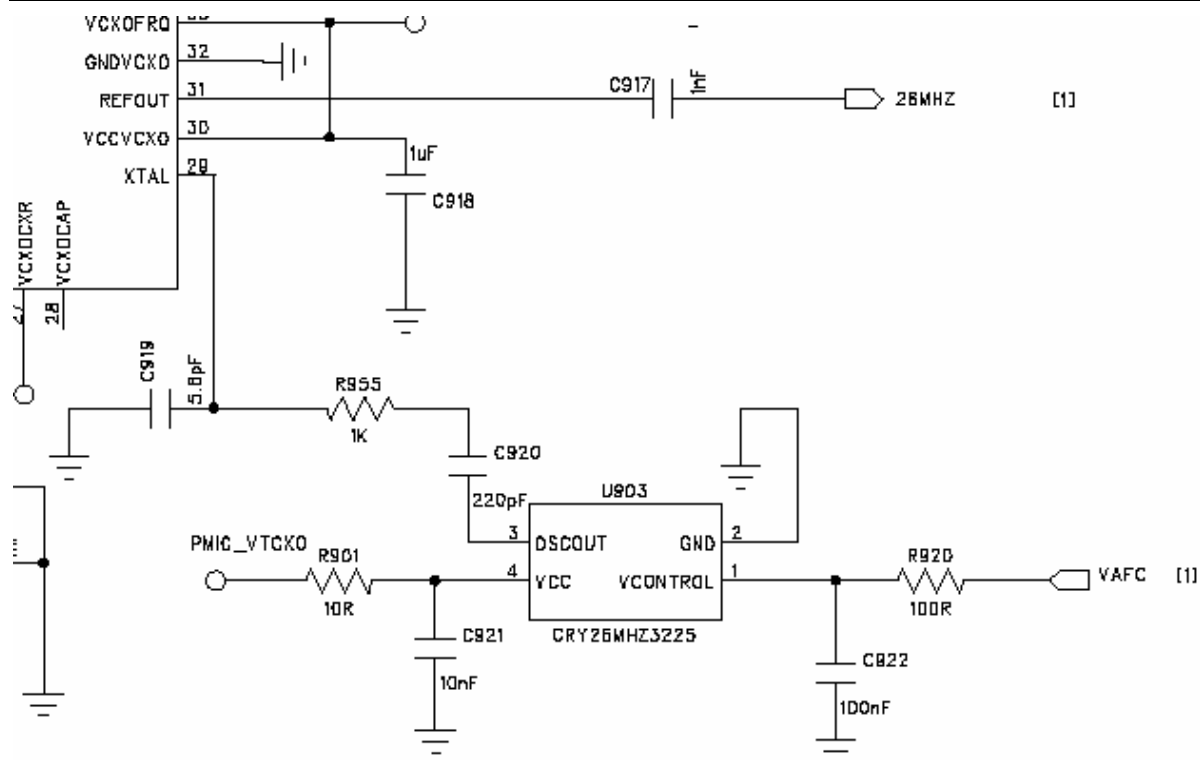 VCXOFRQ
GNDVCXO 32
REFOUT 31
C917 1nF
26MHZ [1]
VCCVCXO 30
XTAL 29
1uF
C918
VCXOCXR
VCXOCAP
27
28
C919
5.6pF
R955
1K
C920
220pF
U903
3 OSCOUT
GND 2
4 VCC
VCONTROL 1
CRY26MHZ3225
PMIC_VTCXO
R901
10R
C921
10nF
R920
100R
VAFC [1]
C922
100nF